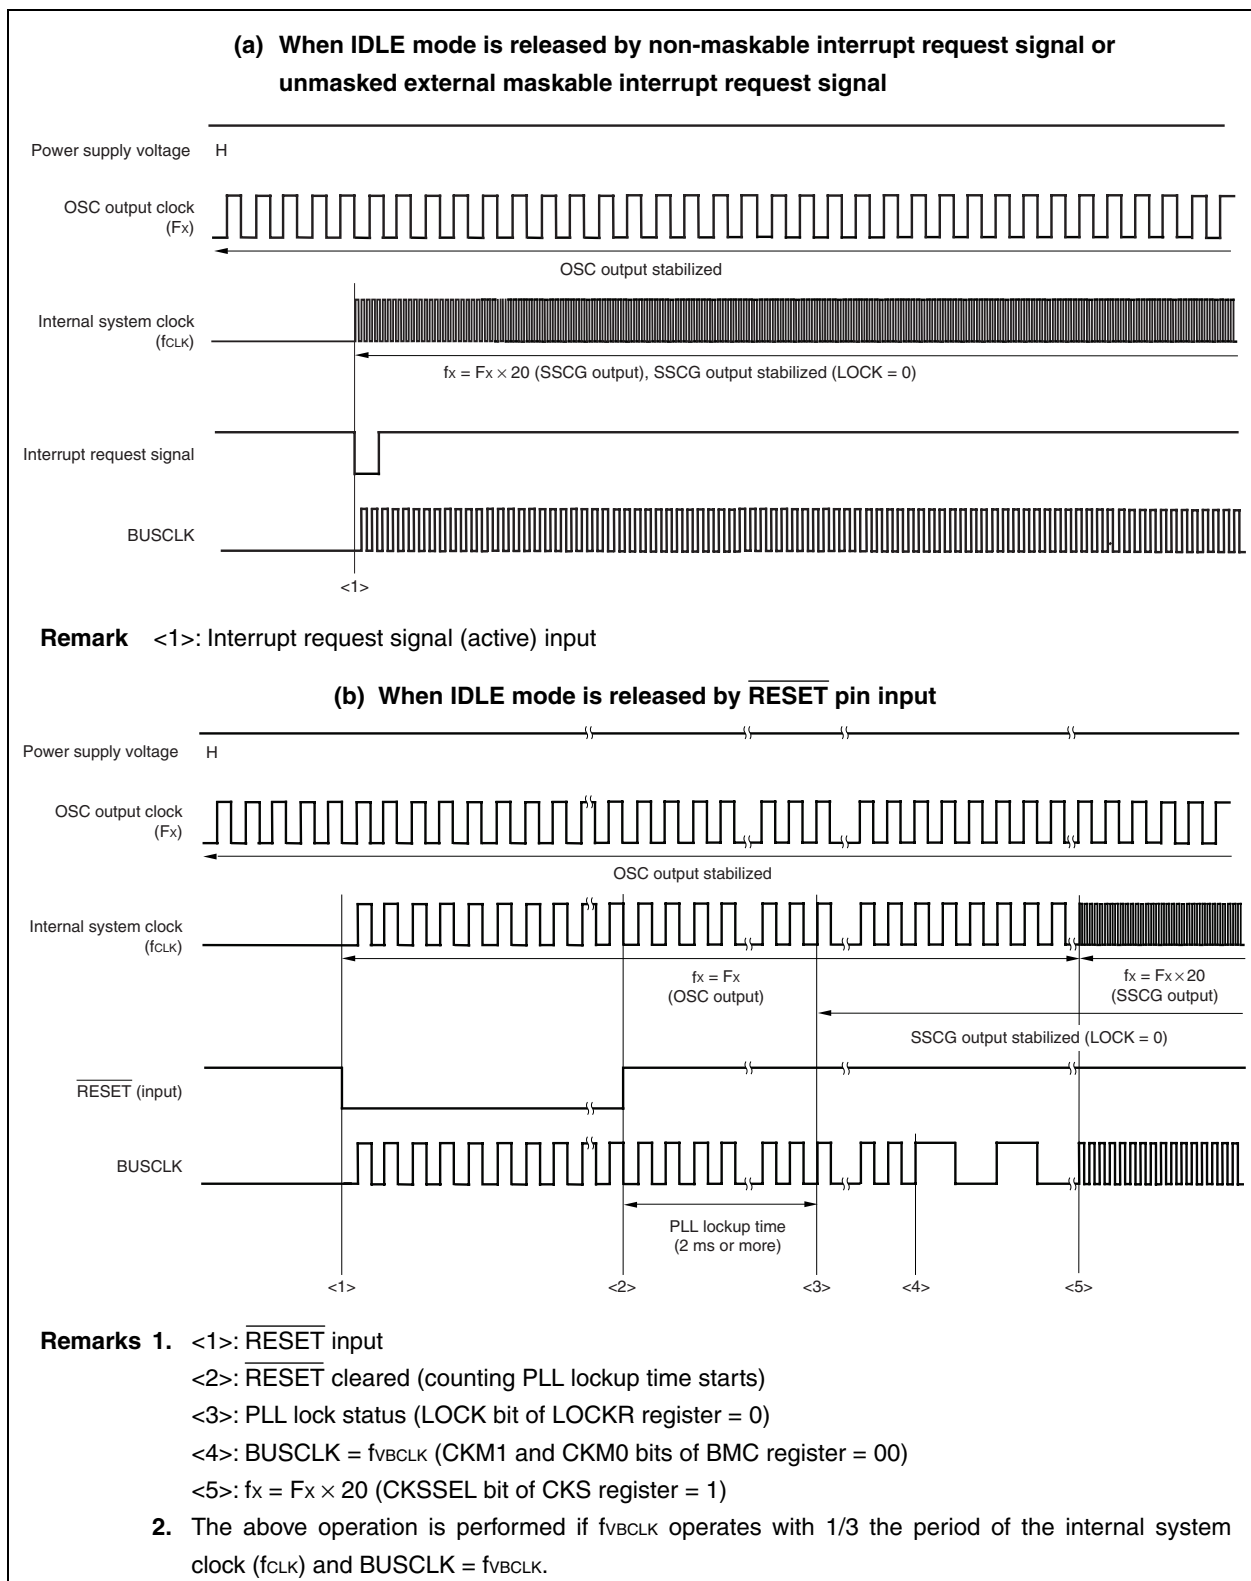 (a) When IDLE mode is released by non-maskable interrupt request signal or
unmasked external maskable interrupt request signal
Power supply voltage H
OSC output clock
(Fx)
OSC output stabilized
Internal system clock
(fCLK)
fx = Fx × 20 (SSCG output), SSCG output stabilized (LOCK = 0)
Interrupt request signal
BUSCLK
<1>
Remark <1>: Interrupt request signal (active) input
(b) When IDLE mode is released by RESET pin input
Power supply voltage H
OSC output clock
(Fx)
OSC output stabilized
Internal system clock
(fCLK)
fx = Fx
(OSC output)
fx = Fx × 20
(SSCG output)
SSCG output stabilized (LOCK = 0)
RESET (input)
BUSCLK
PLL lockup time
(2 ms or more)
<1> <2> <3> <4> <5>
Remarks 1. <1>: RESET input
<2>: RESET cleared (counting PLL lockup time starts)
<3>: PLL lock status (LOCK bit of LOCKR register = 0)
<4>: BUSCLK = fVBCLK (CKM1 and CKM0 bits of BMC register = 00)
<5>: fx = Fx × 20 (CKSSEL bit of CKS register = 1)
2. The above operation is performed if fVBCLK operates with 1/3 the period of the internal system
clock (fCLK) and BUSCLK = fVBCLK.